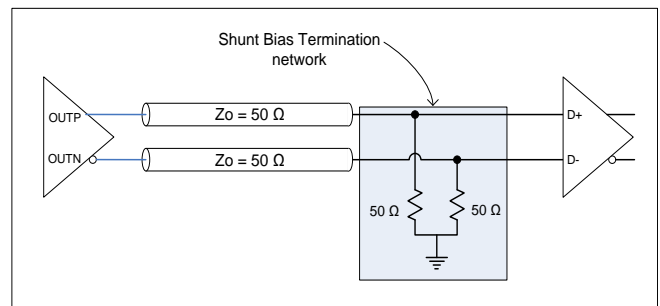 Shunt Bias Termination
network
OUTP
Zo = 50 Ω
D+
OUTN
Zo = 50 Ω
D-
50 Ω
50 Ω